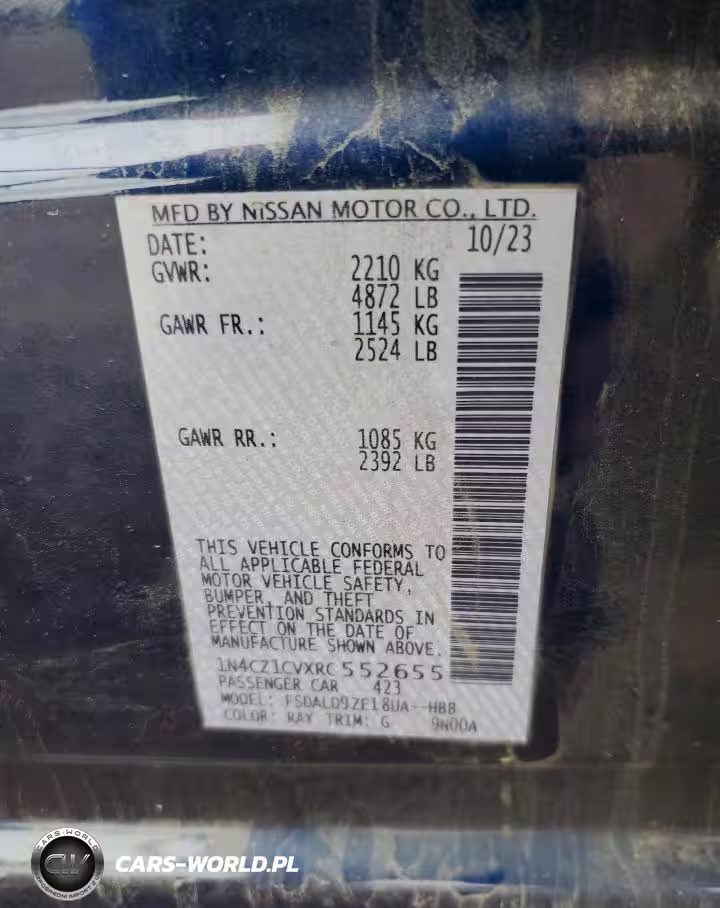 MFD BY NISSAN MOTOR CO., LTD.
DATE: 10/23
GVWR: 2210 KG
4872 LB
GAWR FR.: 1145 KG
2524 LB
GAWR RR.: 1085 KG
2392 LB
THIS VEHICLE CONFORMS TO
ALL APPLICABLE FEDERAL
MOTOR VEHICLE SAFETY,
BUMPER, AND THEFT
PREVENTION STANDARDS IN
EFFECT ON THE DATE OF
MANUFACTURE SHOWN ABOVE.
1N4CZ1CVXRC552655
PASSENGER CAR 423
MODEL: FSDALD9ZE18UA--HBB
COLOR: RAY TRIM: G 9N00A
CARS-WORLD
CW
CARS-WORLD.PL